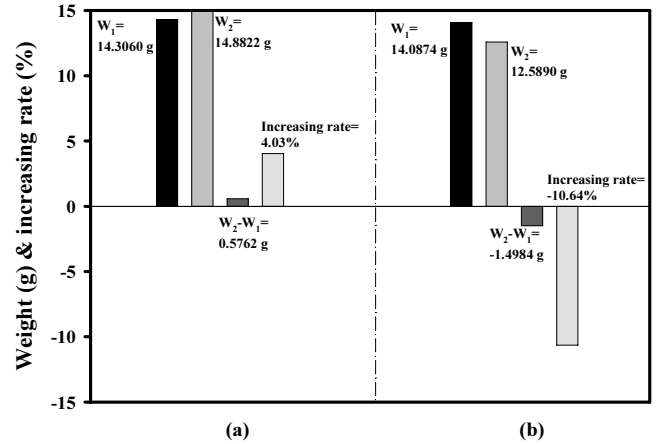 Weight (g) & increasing rate (%)
15
10
5
0
-5
-10
-15
W₁=
14.3060 g
W₂=
14.8822 g
Increasing rate=
4.03%
W₂-W₁=
0.5762 g
W₁=
14.0874 g
W₂=
12.5890 g
Increasing rate=
-10.64%
W₂-W₁=
-1.4984 g
(a)
(b)